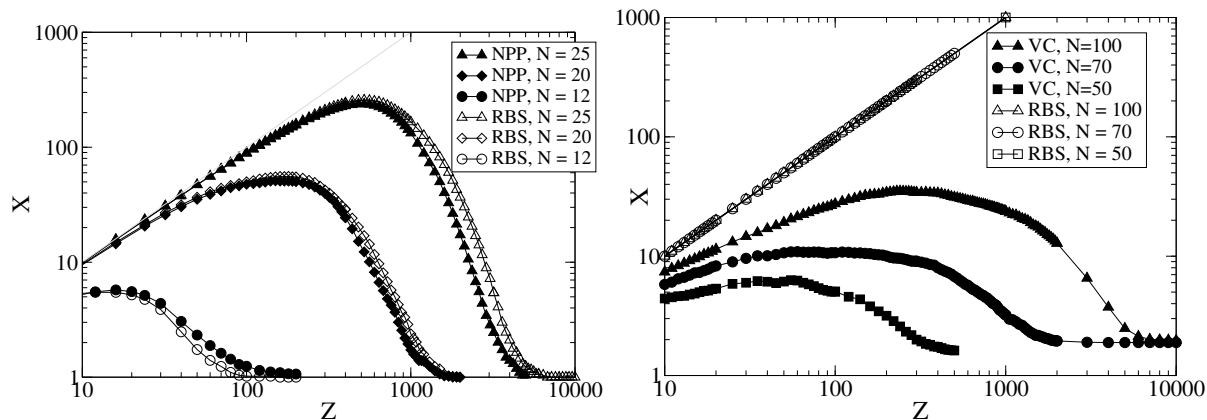 1000
100
10
1
X
10
100
1000
10000
Z
NPP, N = 25
NPP, N = 20
NPP, N = 12
RBS, N = 25
RBS, N = 20
RBS, N = 12
1000
100
10
1
X
10
100
1000
10000
Z
VC, N=100
VC, N=70
VC, N=50
RBS, N = 100
RBS, N = 70
RBS, N = 50